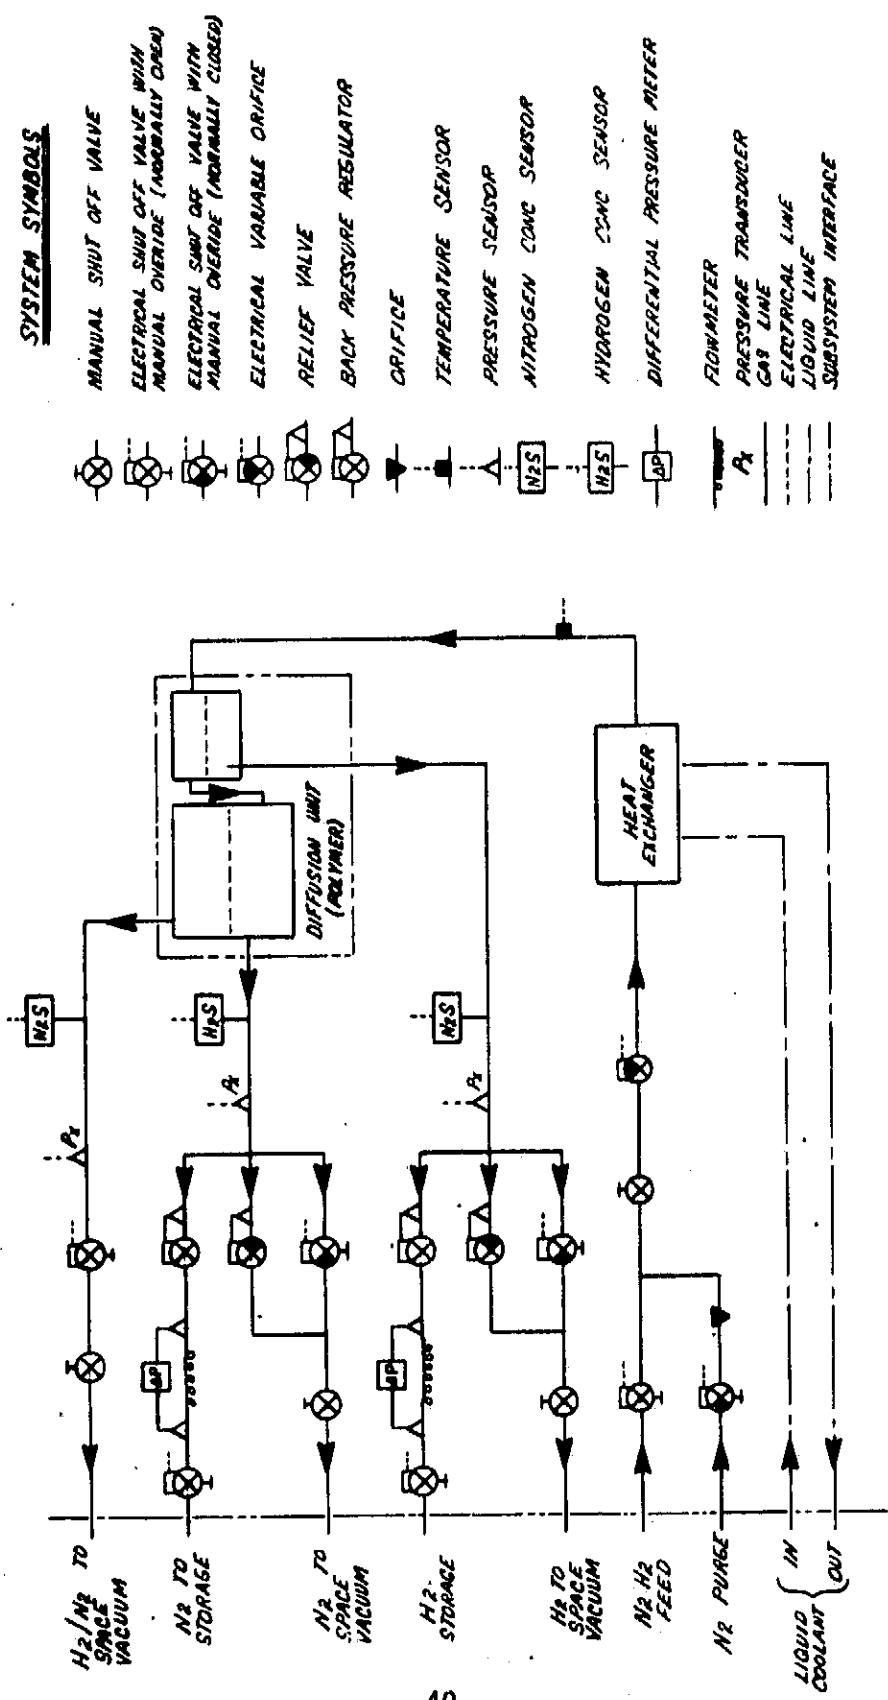 SYSTEM SYMBOLS
MANUAL SHUT OFF VALVE
ELECTRICAL SHUT OFF VALVE WITH
MANUAL OVERIDE (NORMALLY OPEN)
ELECTRICAL SHUT OFF VALVE WITH
MANUAL OVERIDE (NORMALLY CLOSED)
ELECTRICAL VARIABLE ORIFICE
RELIEF VALVE
BACK PRESSURE REGULATOR
ORIFICE
TEMPERATURE SENSOR
PRESSURE SENSOR
N2S
NITROGEN CONC SENSOR
H2S
HYDROGEN CONC SENSOR
ΔP
DIFFERENTIAL PRESSURE METER
FLOWMETER
Px
PRESSURE TRANSDUCER
GAS LINE
ELECTRICAL LINE
LIQUID LINE
SUBSYSTEM INTERFACE
H2/N2 TO
SPACE
VACUUM
Px
N2S
N2 TO
STORAGE
ΔP
Px
H2S
DIFFUSION UNIT
(POLYMER)
N2 TO
SPACE
VACUUM
H2
STORAGE
ΔP
Px
N2S
H2 TO
SPACE
VACUUM
N2 H2
FEED
HEAT
EXCHANGER
N2 PURGE
LIQUID
COOLANT
IN
OUT
40